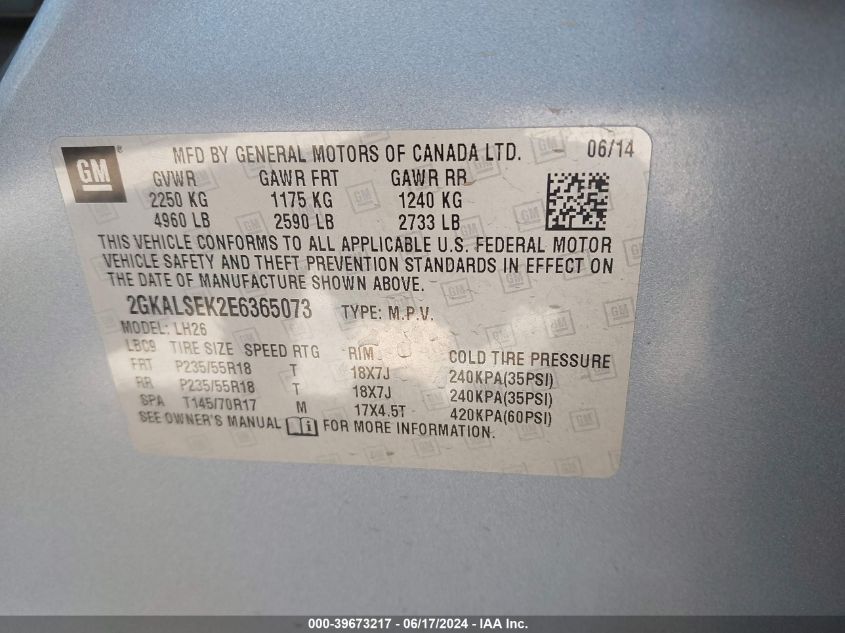 GM ® MFD BY GENERAL MOTORS OF CANADA LTD. 06/14
GVWR GAWR FRT GAWR RR
2250 KG 1175 KG 1240 KG
4960 LB 2590 LB 2733 LB
THIS VEHICLE CONFORMS TO ALL APPLICABLE U.S. FEDERAL MOTOR
VEHICLE SAFETY AND THEFT PREVENTION STANDARDS IN EFFECT ON
THE DATE OF MANUFACTURE SHOWN ABOVE.
2GKALSEK2E6365073 TYPE: M.P.V.
MODEL: LH26
LBC9 TIRE SIZE SPEED RTG RIM COLD TIRE PRESSURE
FRT P235/55R18 T 18X7J 240KPA(35PSI)
RR P235/55R18 T 18X7J 240KPA(35PSI)
SPA T145/70R17 M 17X4.5T 420KPA(60PSI)
SEE OWNER'S MANUAL FOR MORE INFORMATION.
000-39673217 - 06/17/2024 - IAA Inc.